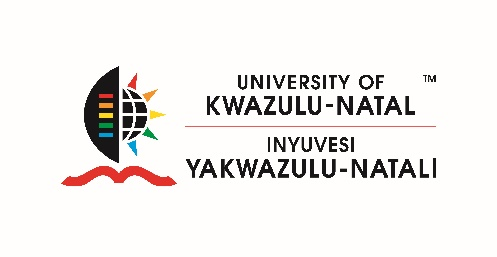 UNIVERSITY OF ™
KWAZULU-NATAL
INYUVESI
YAKWAZULU-NATALI